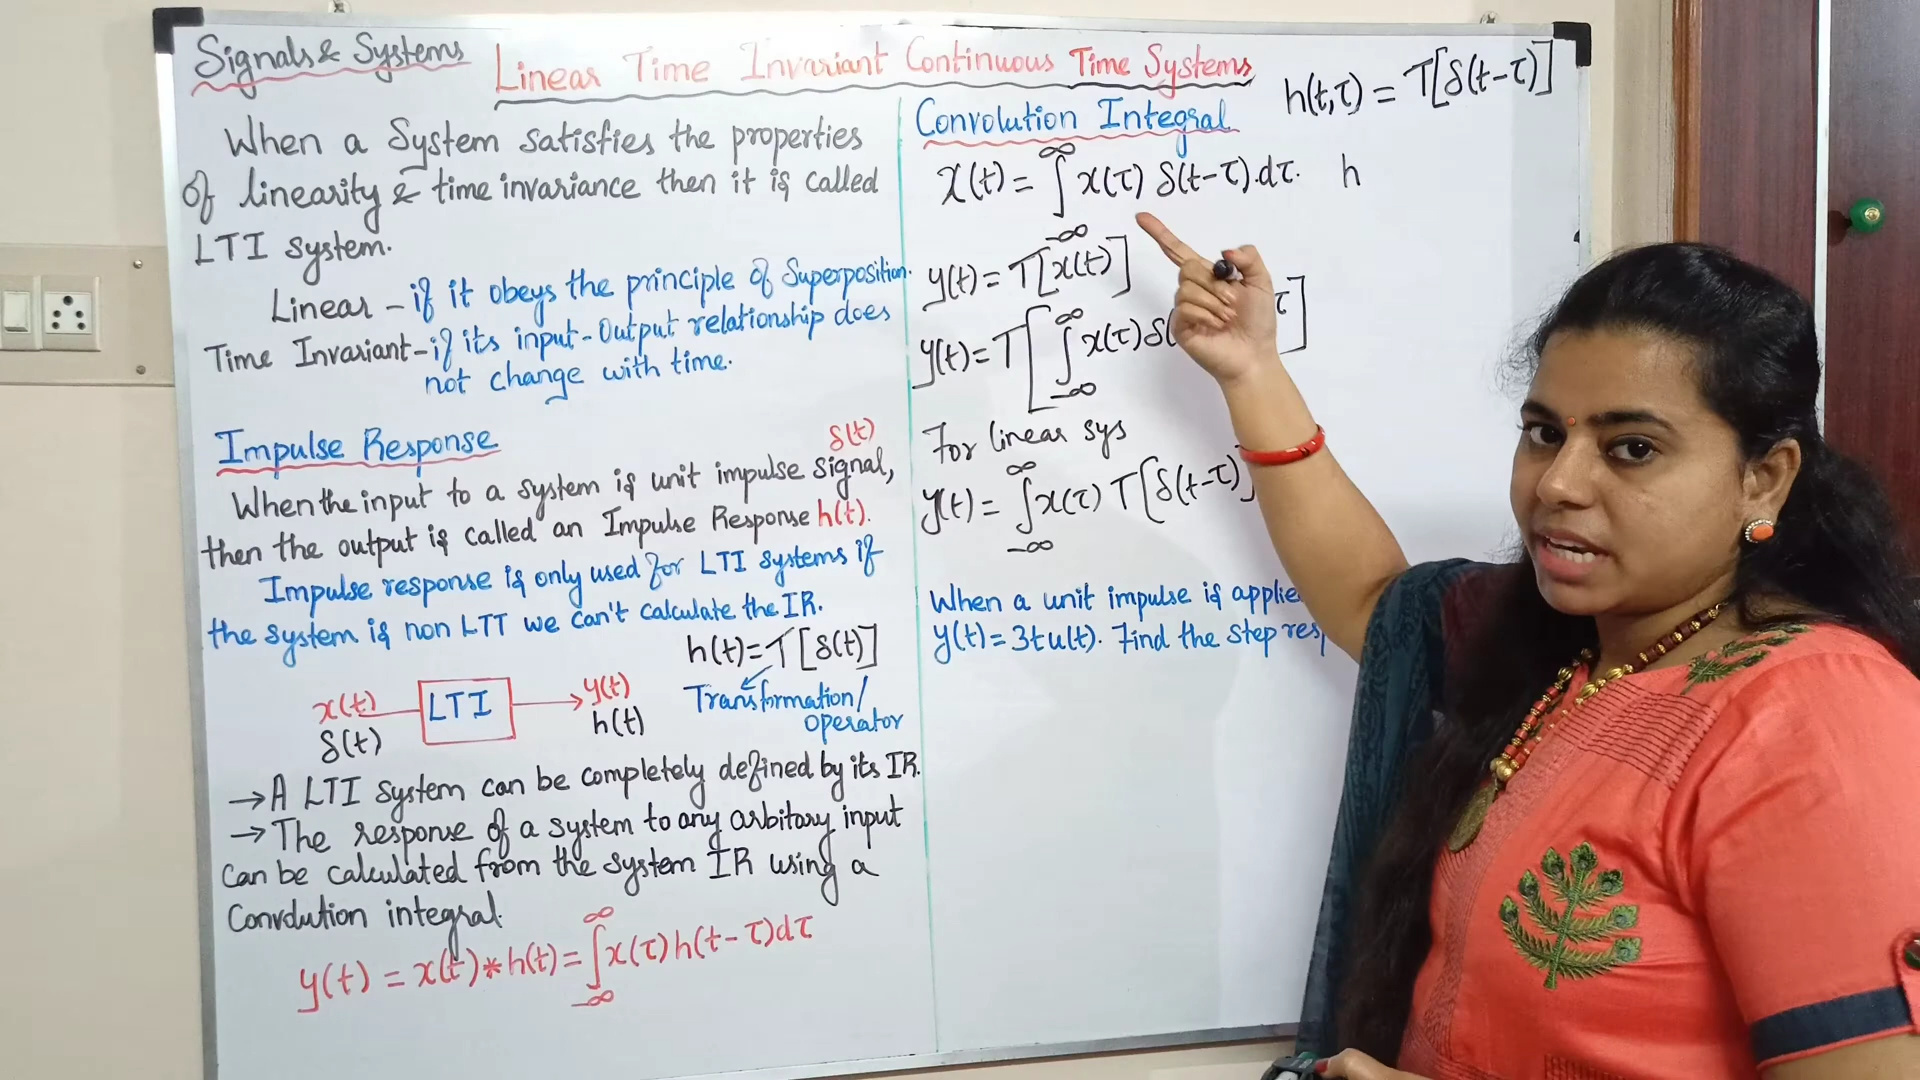 Signals & Systems
Linear Time Invariant Continuous Time Systems
When a System satisfies the properties
of linearity & time invariance then it is called
LTI system.
Linear – if it obeys the principle of Superposition.
Time Invariant – if its input-Output relationship does
not change with time.
Impulse Response
δ(t)
When the input to a system is unit impulse signal,
then the output is called an Impulse Response h(t).
Impulse response is only used for LTI systems if
the system is non LTI we can't calculate the IR.
h(t)=T[δ(t)]
Transformation/
operator
x(t)
δ(t)
LTI
y(t)
h(t)
→ A LTI system can be completely defined by its IR.
→ The response of a system to any arbitary input
can be calculated from the system IR using a
Convolution integral.
y(t) = x(t)*h(t) = ∫_{-∞}^{∞} x(τ)h(t-τ)dτ
Convolution Integral
h(t,τ) = T[δ(t-τ)]
x(t) = ∫_{-∞}^{∞} x(τ) δ(t-τ).dτ.
h
y(t) = T[x(t)]
y(t) = T[∫_{-∞}^{∞} x(τ)δ( τ]
For linear sys
y(t) = ∫_{-∞}^{∞} x(τ) T[δ(t-τ)]
When a unit impulse is
y(t)=3tu(t). Find the Step